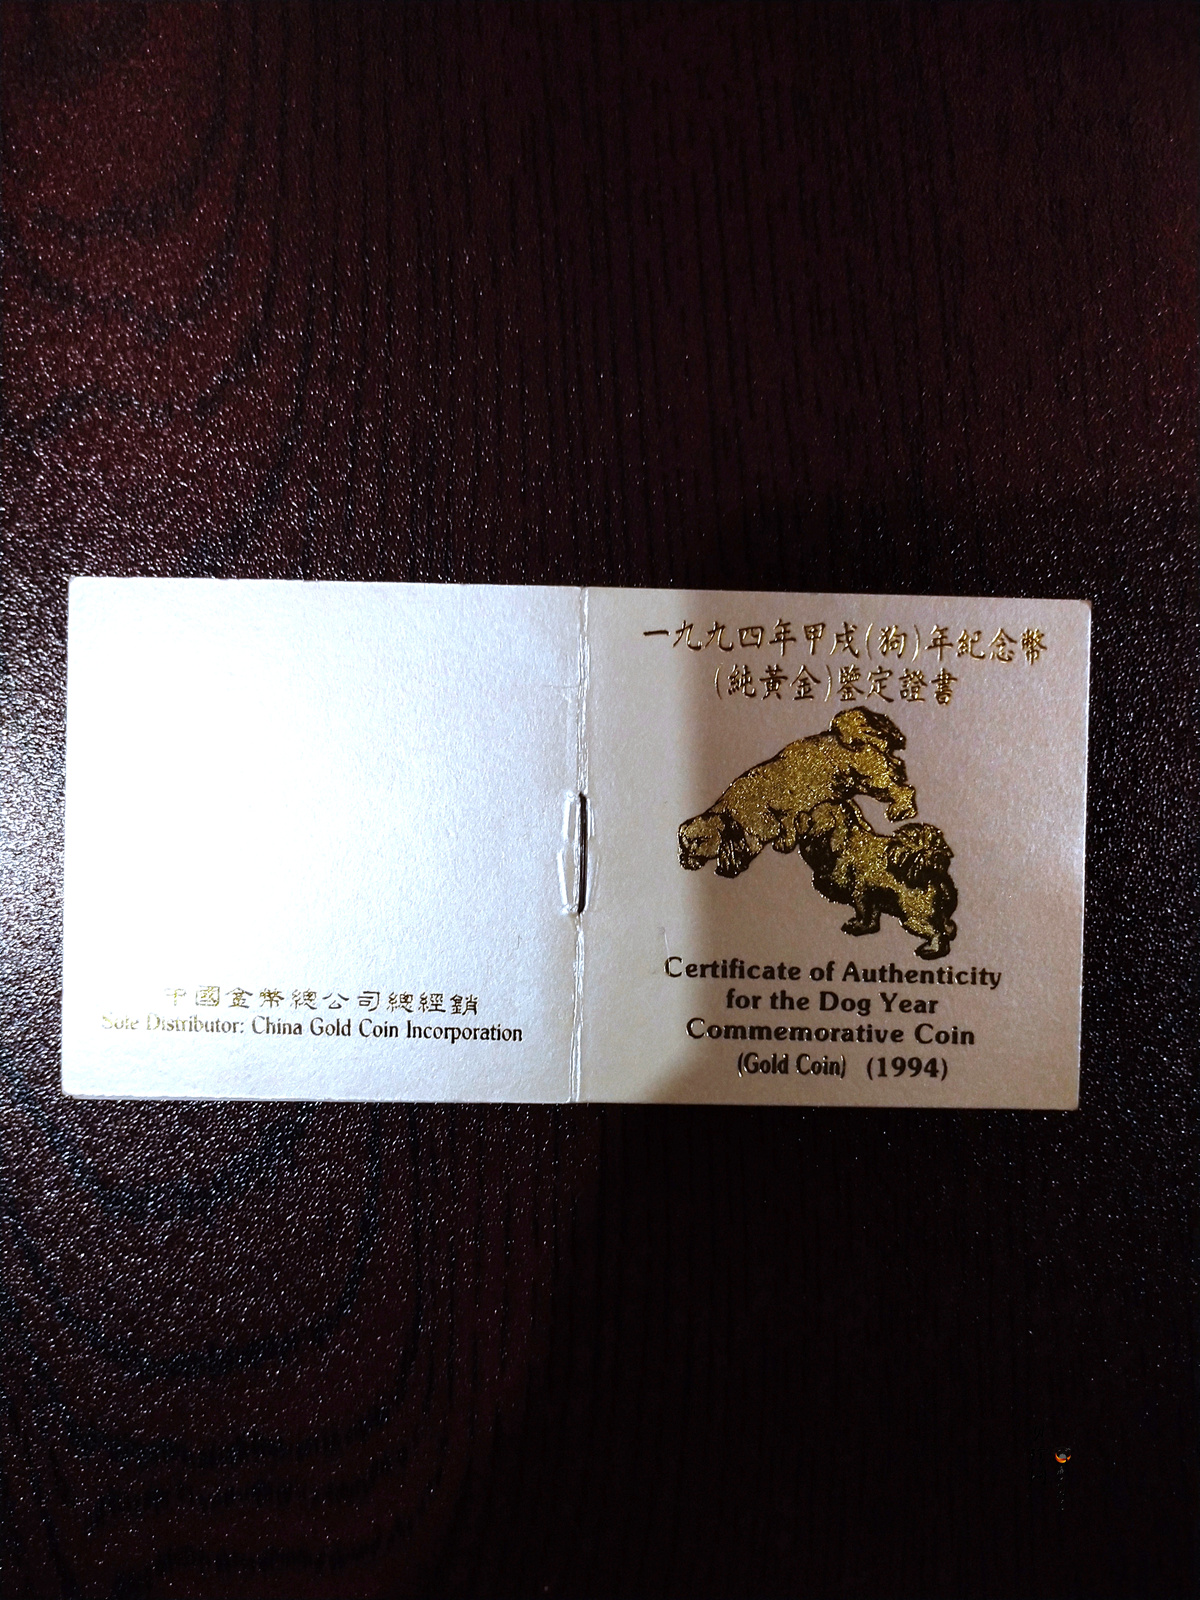 中國金幣總公司總經銷
Sole Distributor: China Gold Coin Incorporation
一九九四年甲戌(狗)年紀念幣
(純黃金)鑒定證書
Certificate of Authenticity
for the Dog Year
Commemorative Coin
(Gold Coin) (1994)